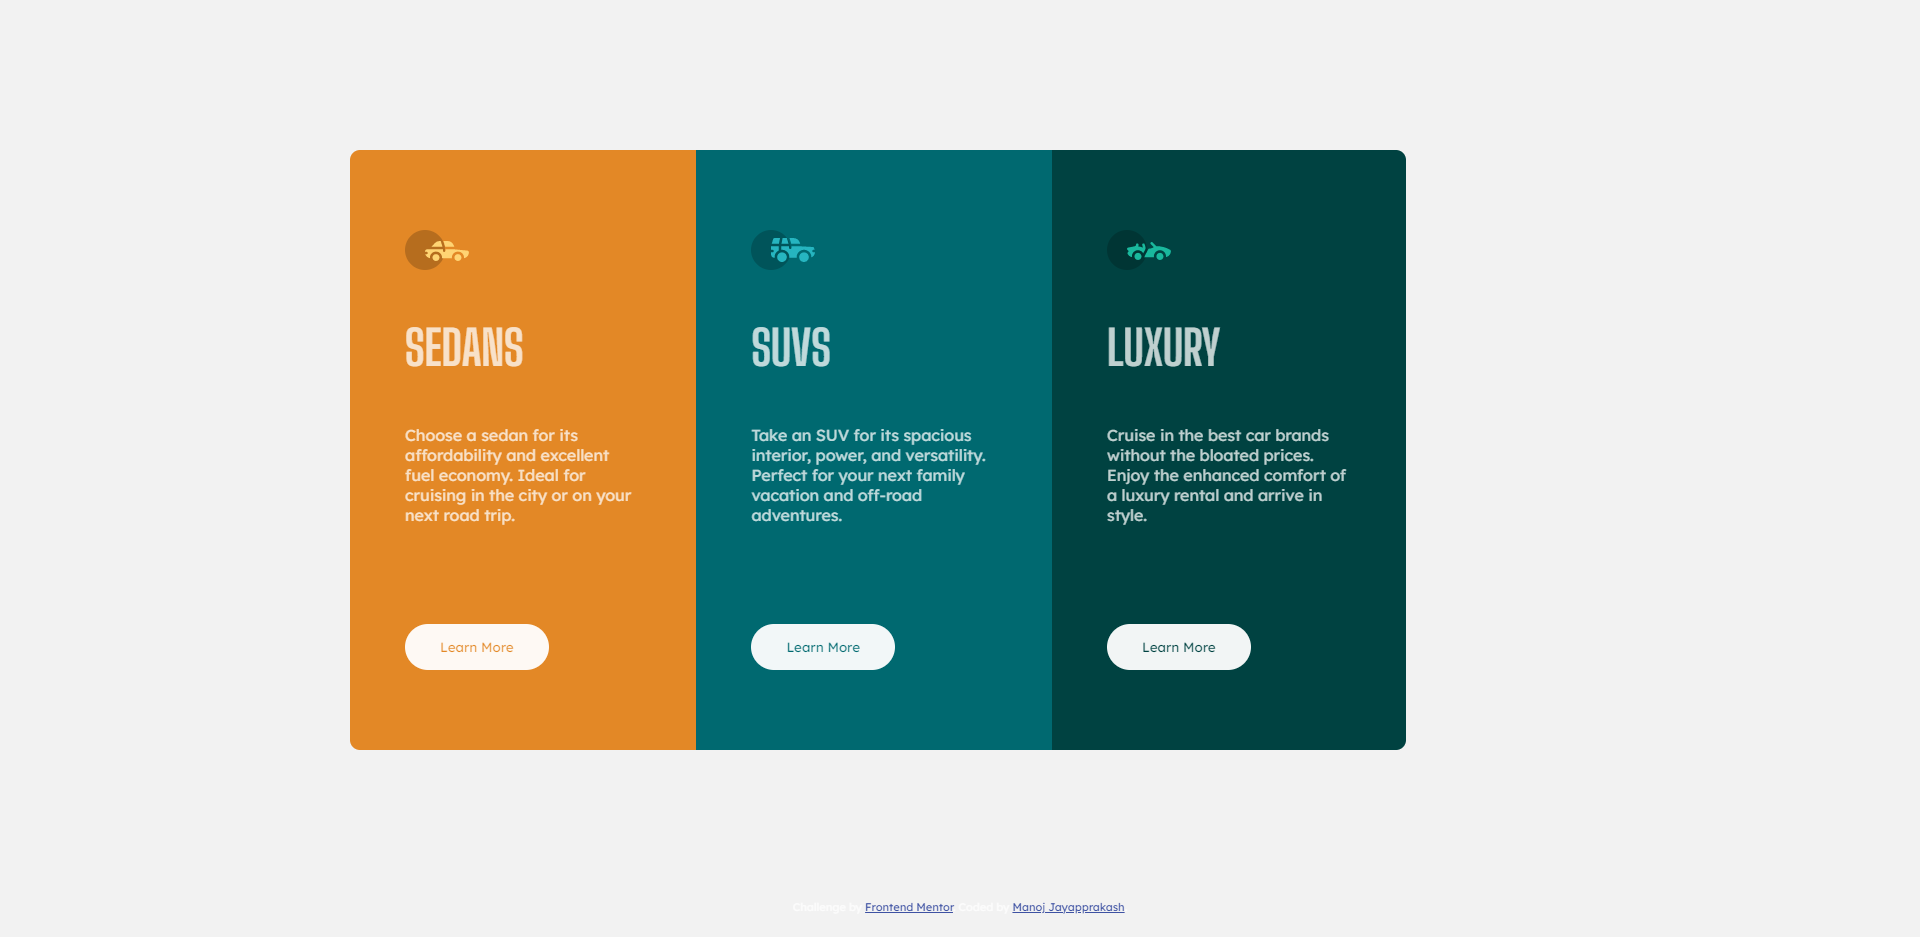 SEDANS
Choose a sedan for its
affordability and excellent
fuel economy. Ideal for
cruising in the city or on your
next road trip.
Learn More
SUVS
Take an SUV for its spacious
interior, power, and versatility.
Perfect for your next family
vacation and off-road
adventures.
Learn More
LUXURY
Cruise in the best car brands
without the bloated prices.
Enjoy the enhanced comfort of
a luxury rental and arrive in
style.
Learn More
Challenge by Frontend Mentor. Coded by Manoj Jayapprakash